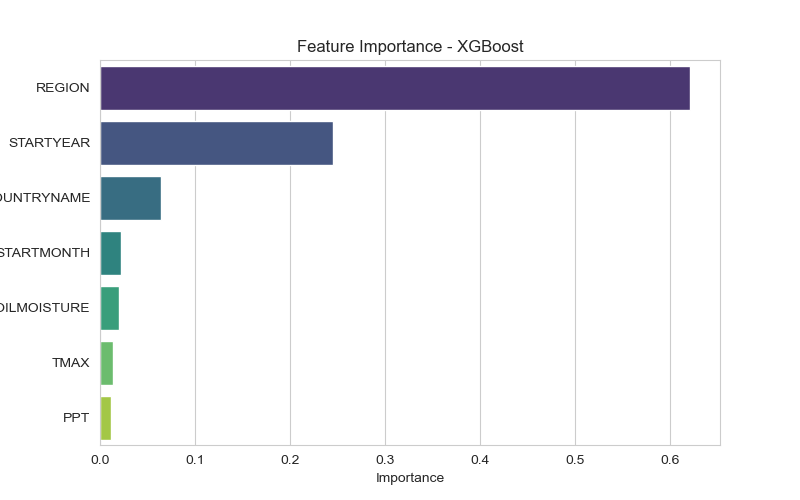 Feature Importance - XGBoost
REGION
STARTYEAR
OUNTRYNAME
STARTMONTH
OILMOISTURE
TMAX
PPT
0.0 0.1 0.2 0.3 0.4 0.5 0.6
Importance